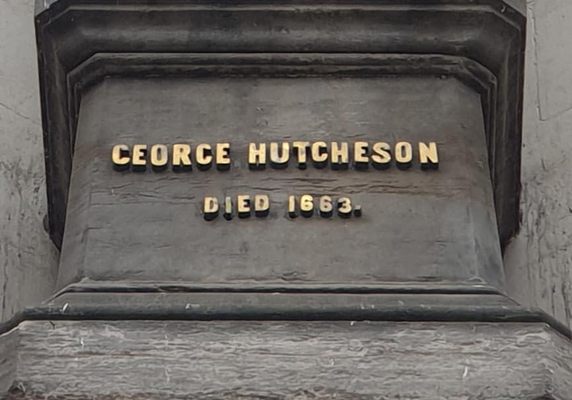 GEORGE HUTCHESON
DIED 1663.